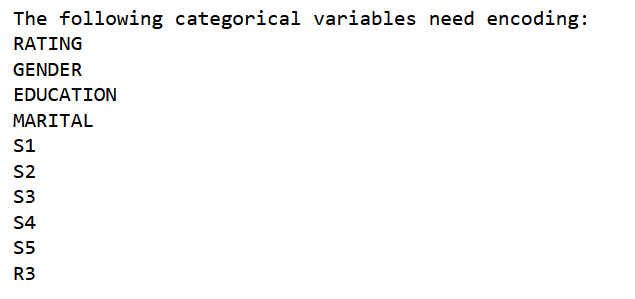 The following categorical variables need encoding:
RATING
GENDER
EDUCATION
MARITAL
S1
S2
S3
S4
S5
R3